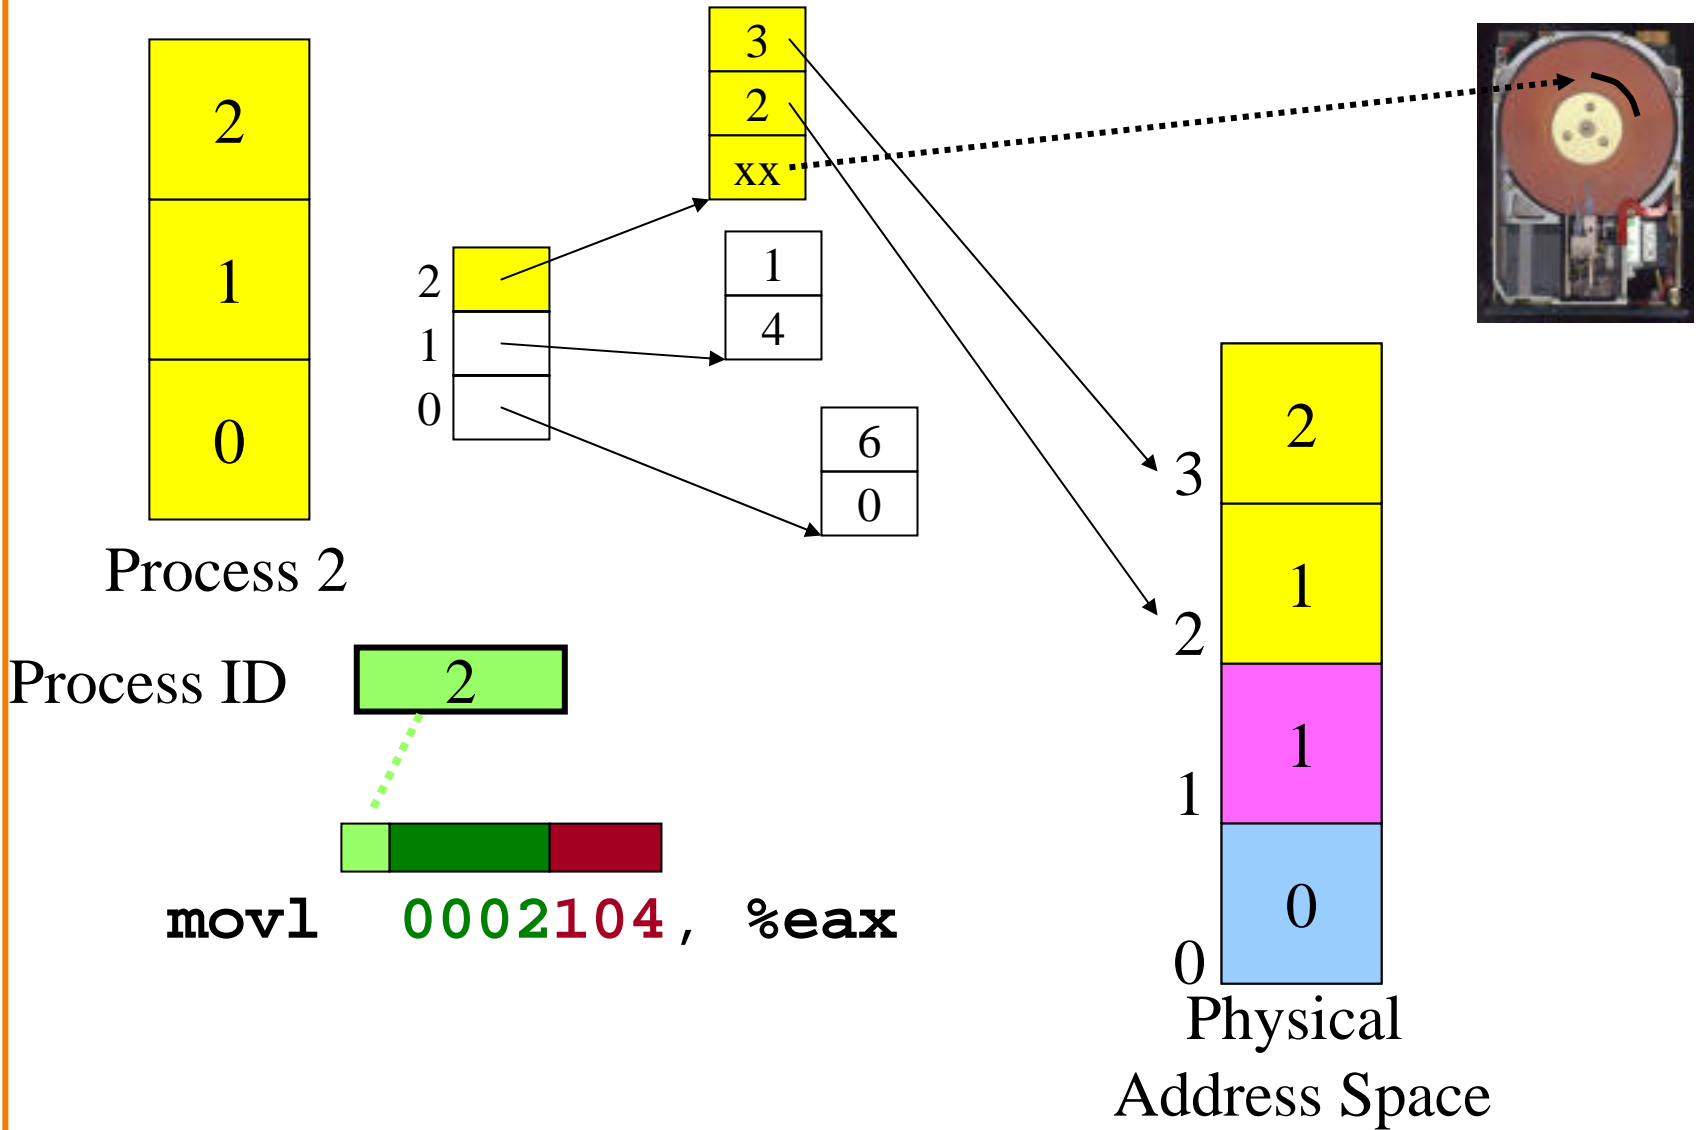 2
1
0
Process 2
2
1
0
3
2
xx
1
4
6
0
Process ID 2
movl 0002104, %eax
3 2
2 1
1 1
0 0
Physical
Address Space